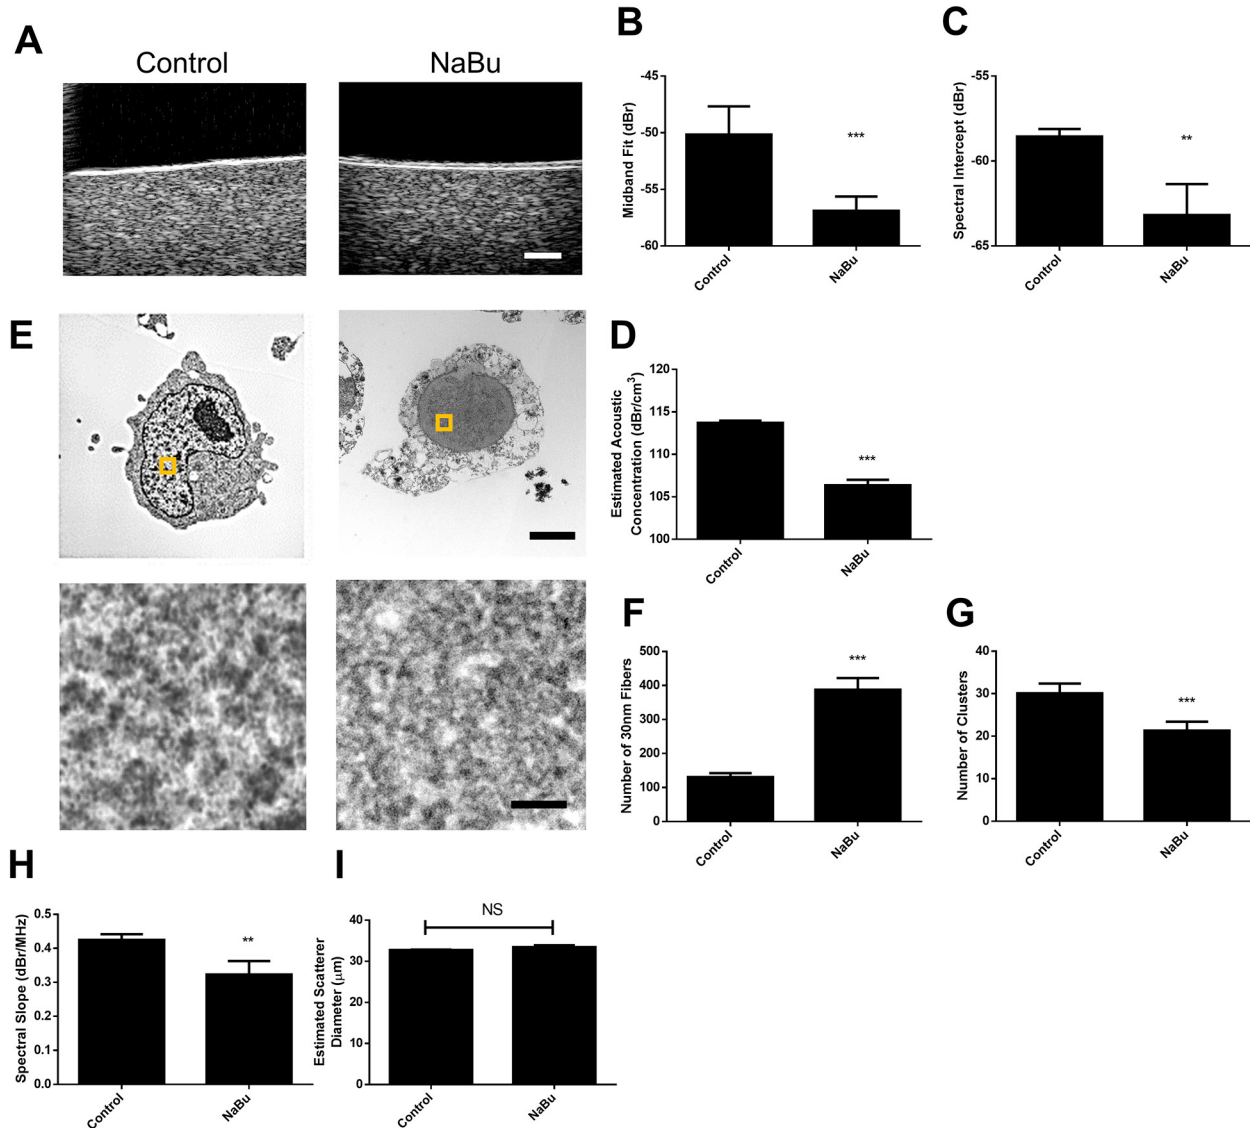 A
Control
NaBu
B
Midband Fit (dBr)
-45
-50
-55
-60
***
Control
NaBu
C
Spectral Intercept (dBr)
-55
-60
-65
**
Control
NaBu
E
D
Estimated Acoustic
Concentration (dBr/cm³)
120
115
110
105
100
***
Control
NaBu
F
Number of 30nm Fibers
500
400
300
200
100
0
***
Control
NaBu
G
Number of Clusters
40
30
20
10
0
***
Control
NaBu
H
Spectral Slope (dBr/MHz)
0.5
0.4
0.3
0.2
0.1
0.0
**
Control
NaBu
I
Estimated Scatterer
Diameter (µm)
40
30
20
10
0
NS
Control
NaBu